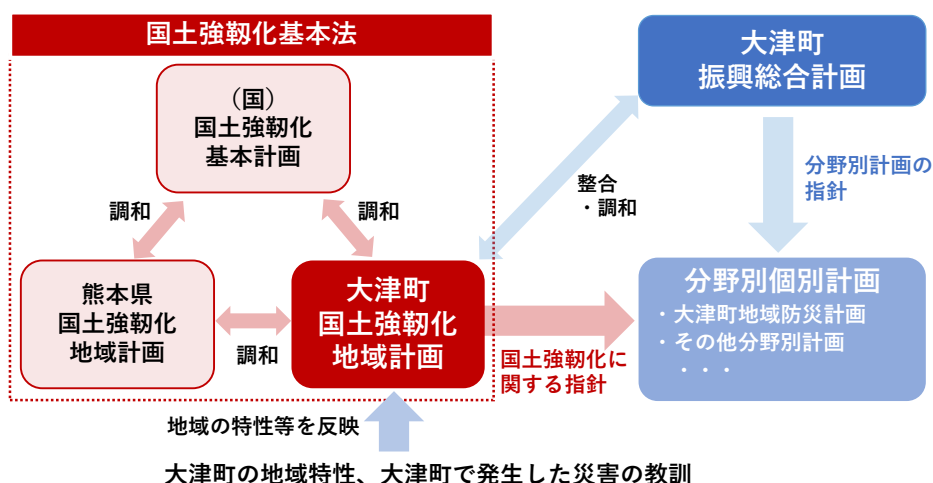 国土強靱化基本法
（国）
国土強靱化
基本計画
調和
調和
熊本県
国土強靱化
地域計画
調和
大津町
国土強靱化
地域計画
大津町
振興総合計画
整合
・調和
分野別計画の
指針
国土強靱化に
関する指針
分野別個別計画
・大津町地域防災計画
・その他分野別計画
・・・
地域の特性等を反映
大津町の地域特性、大津町で発生した災害の教訓